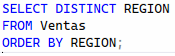 SELECT DISTINCT REGION
FROM Ventas
ORDER BY REGION;